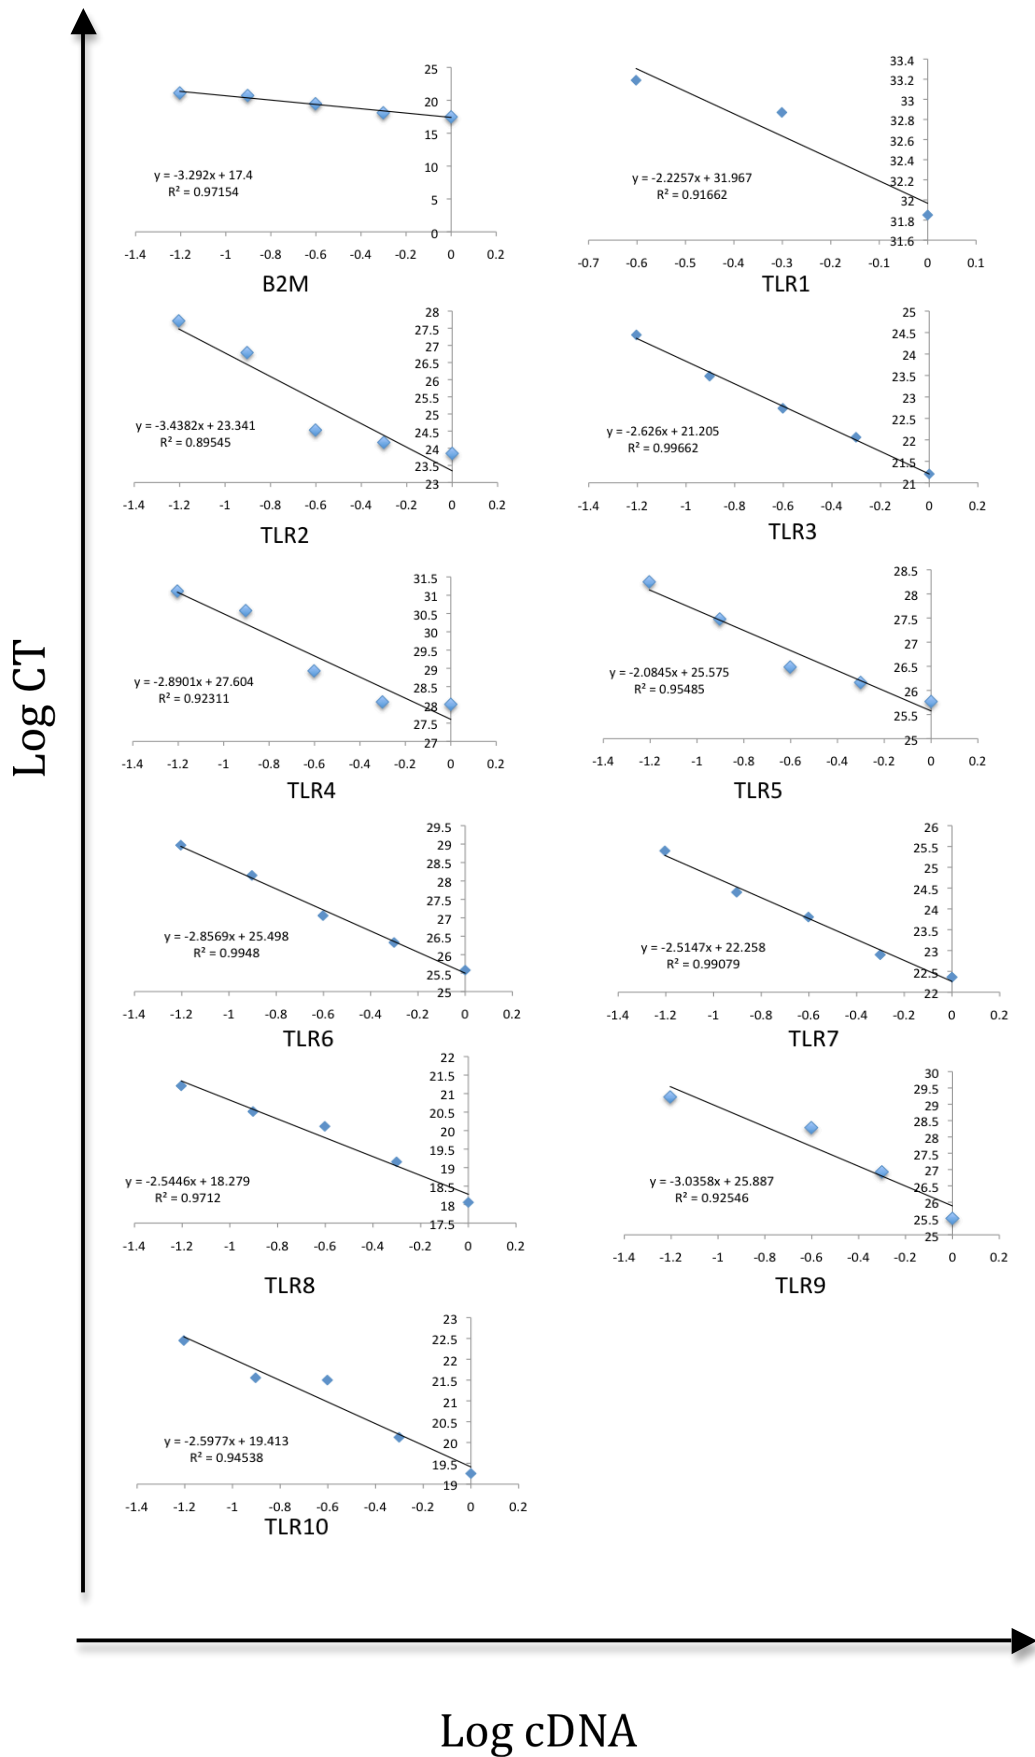 Log CT
25
20
15
10
5
0
y = -3.292x + 17.4
R² = 0.97154
-1.4 -1.2 -1 -0.8 -0.6 -0.4 -0.2 0 0.2
B2M
33.4
33.2
33
32.8
32.6
32.4
32.2
32
31.8
31.6
y = -2.2257x + 31.967
R² = 0.91662
-0.7 -0.6 -0.5 -0.4 -0.3 -0.2 -0.1 0 0.1
TLR1
28
27.5
27
26.5
26
25.5
25
24.5
24
23.5
23
y = -3.4382x + 23.341
R² = 0.89545
-1.4 -1.2 -1 -0.8 -0.6 -0.4 -0.2 0 0.2
TLR2
25
24.5
24
23.5
23
22.5
22
21.5
21
y = -2.626x + 21.205
R² = 0.99662
-1.4 -1.2 -1 -0.8 -0.6 -0.4 -0.2 0 0.2
TLR3
31.5
31
30.5
30
29.5
29
28.5
28
27.5
27
y = -2.8901x + 27.604
R² = 0.92311
-1.4 -1.2 -1 -0.8 -0.6 -0.4 -0.2 0 0.2
TLR4
28.5
28
27.5
27
26.5
26
25.5
25
y = -2.0845x + 25.575
R² = 0.95485
-1.4 -1.2 -1 -0.8 -0.6 -0.4 -0.2 0 0.2
TLR5
29.5
29
28.5
28
27.5
27
26.5
26
25.5
25
y = -2.8569x + 25.498
R² = 0.9948
-1.4 -1.2 -1 -0.8 -0.6 -0.4 -0.2 0 0.2
TLR6
26
25.5
25
24.5
24
23.5
23
22.5
22
y = -2.5147x + 22.258
R² = 0.99079
-1.4 -1.2 -1 -0.8 -0.6 -0.4 -0.2 0 0.2
TLR7
22
21.5
21
20.5
20
19.5
19
18.5
18
17.5
y = -2.5446x + 18.279
R² = 0.9712
-1.4 -1.2 -1 -0.8 -0.6 -0.4 -0.2 0 0.2
TLR8
30
29.5
29
28.5
28
27.5
27
26.5
26
25.5
25
y = -3.0358x + 25.887
R² = 0.92546
-1.4 -1.2 -1 -0.8 -0.6 -0.4 -0.2 0 0.2
TLR9
23
22.5
22
21.5
21
20.5
20
19.5
19
y = -2.5977x + 19.413
R² = 0.94538
-1.4 -1.2 -1 -0.8 -0.6 -0.4 -0.2 0 0.2
TLR10
Log cDNA